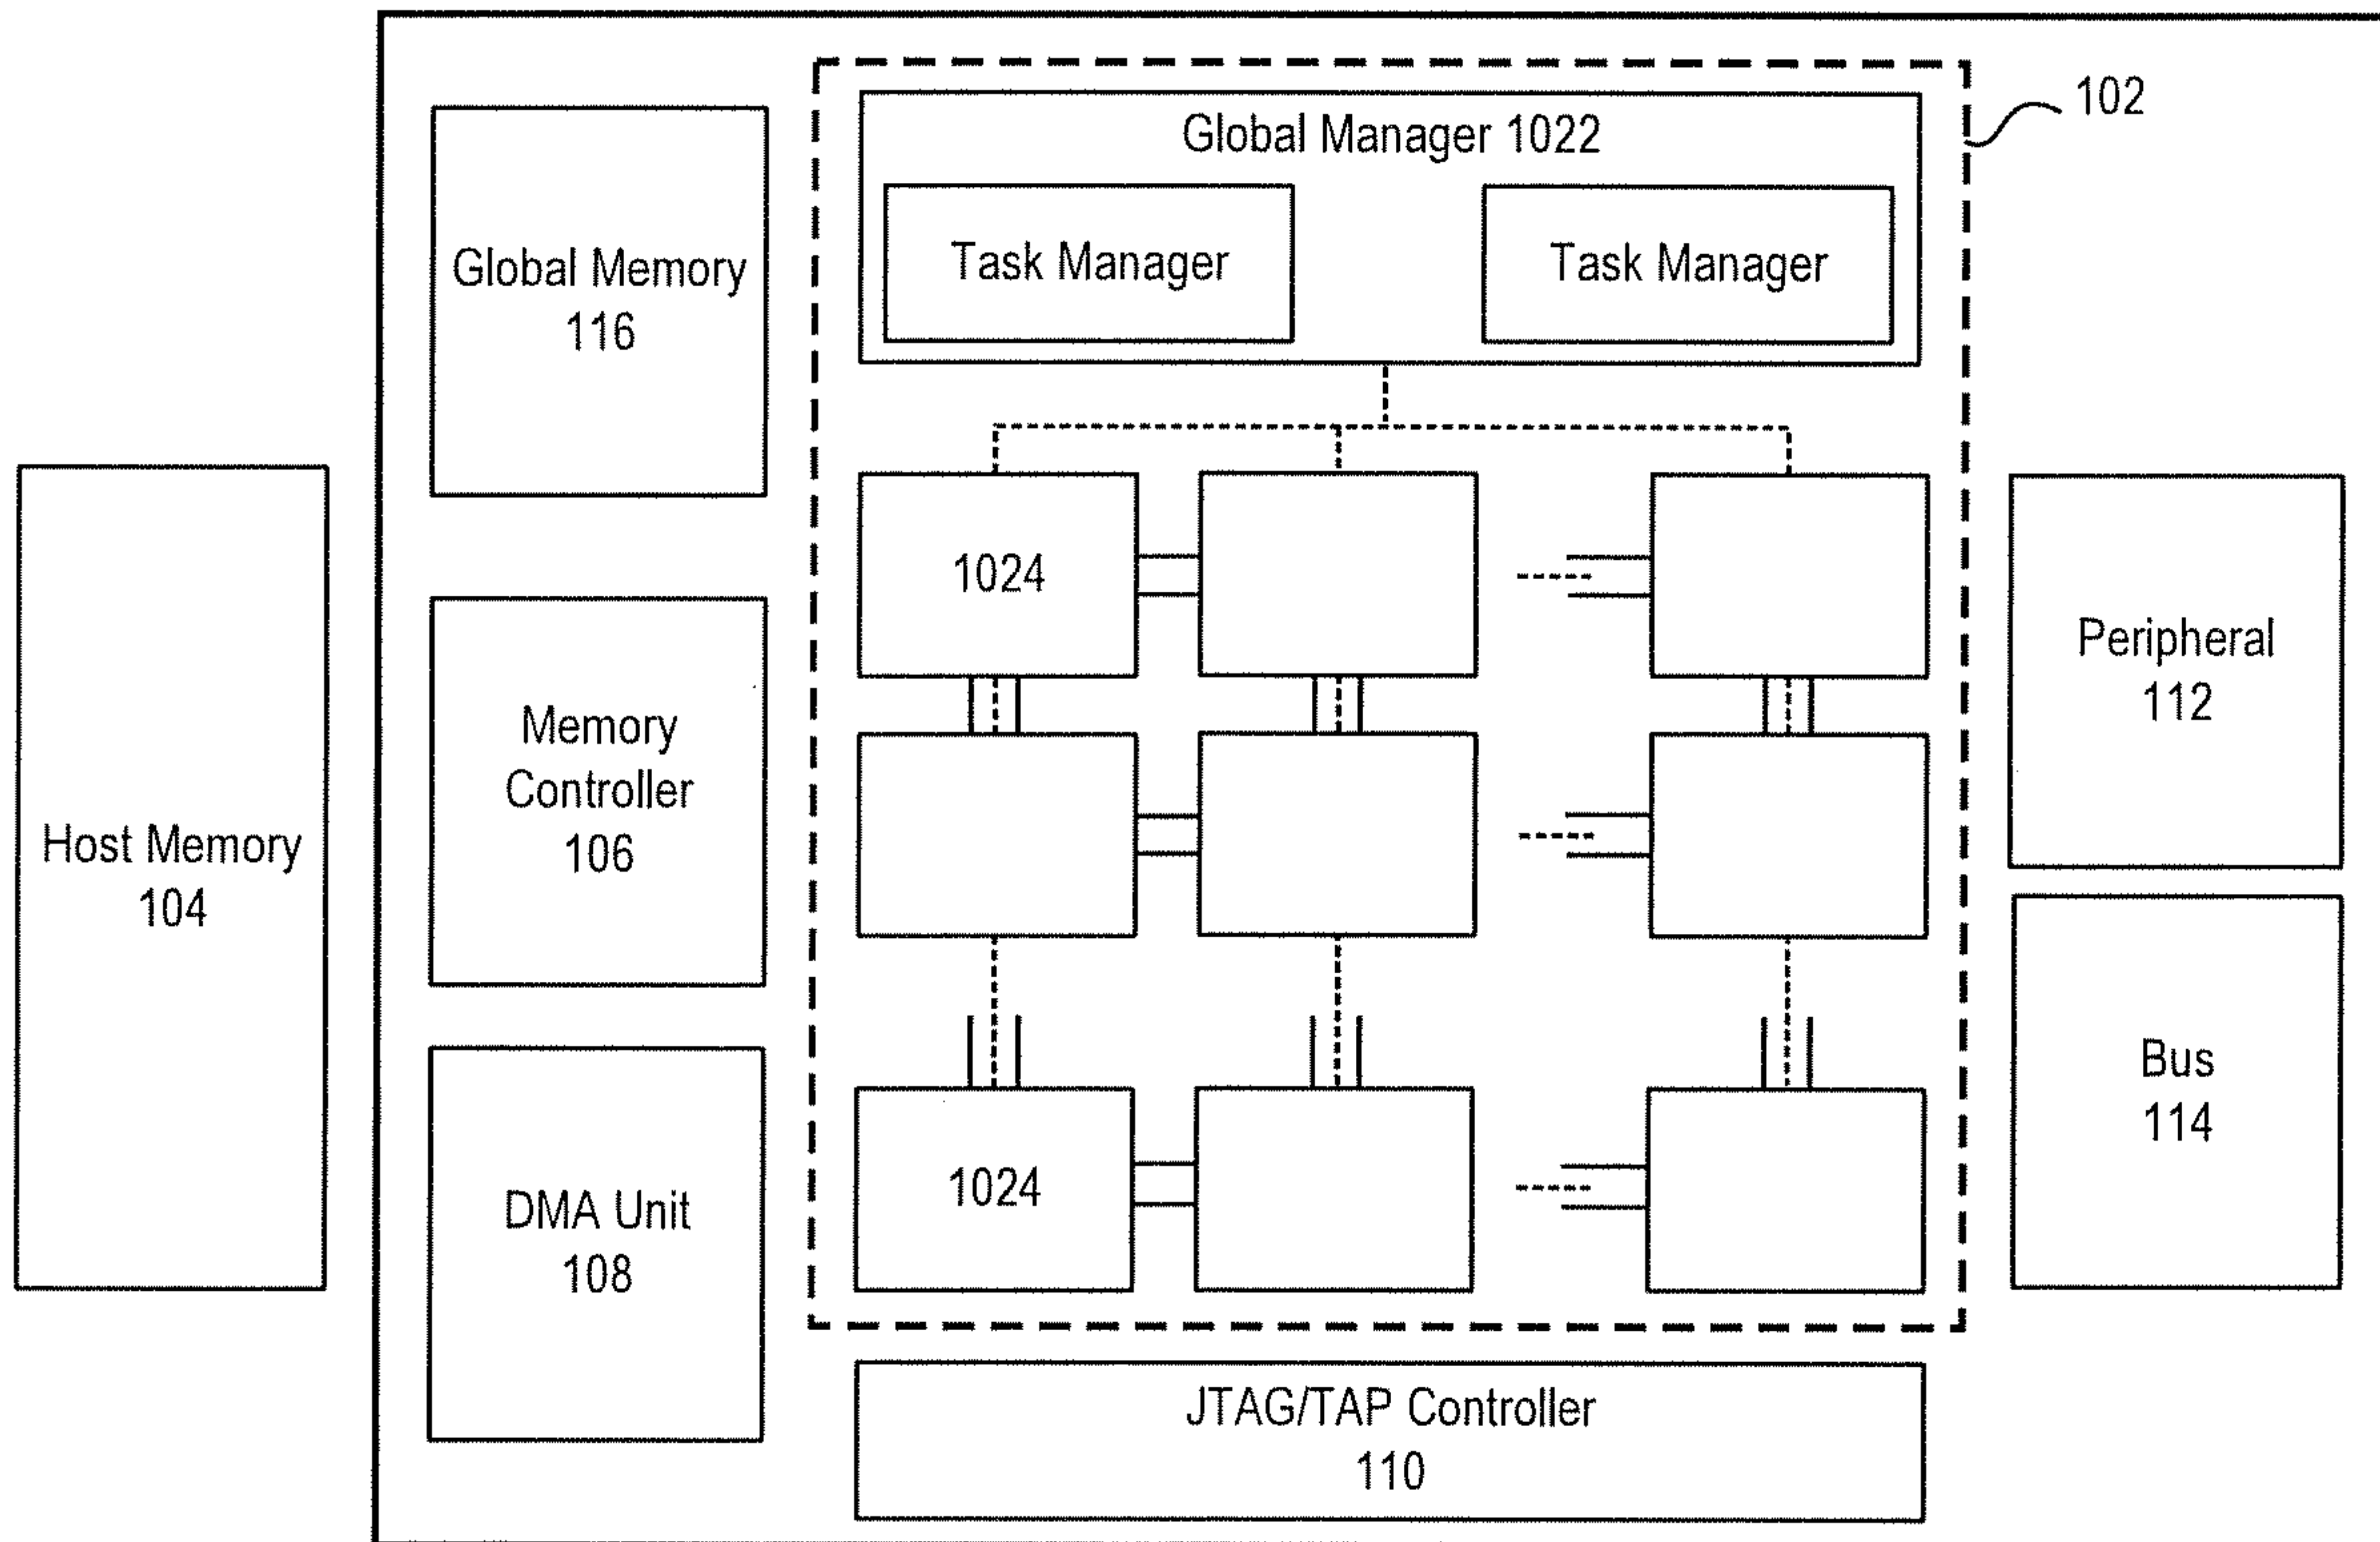 102
Global Manager 1022
Task Manager
Task Manager
Global Memory
116
1024
Peripheral
112
Memory
Controller
106
Host Memory
104
Bus
114
DMA Unit
108
1024
JTAG/TAP Controller
110